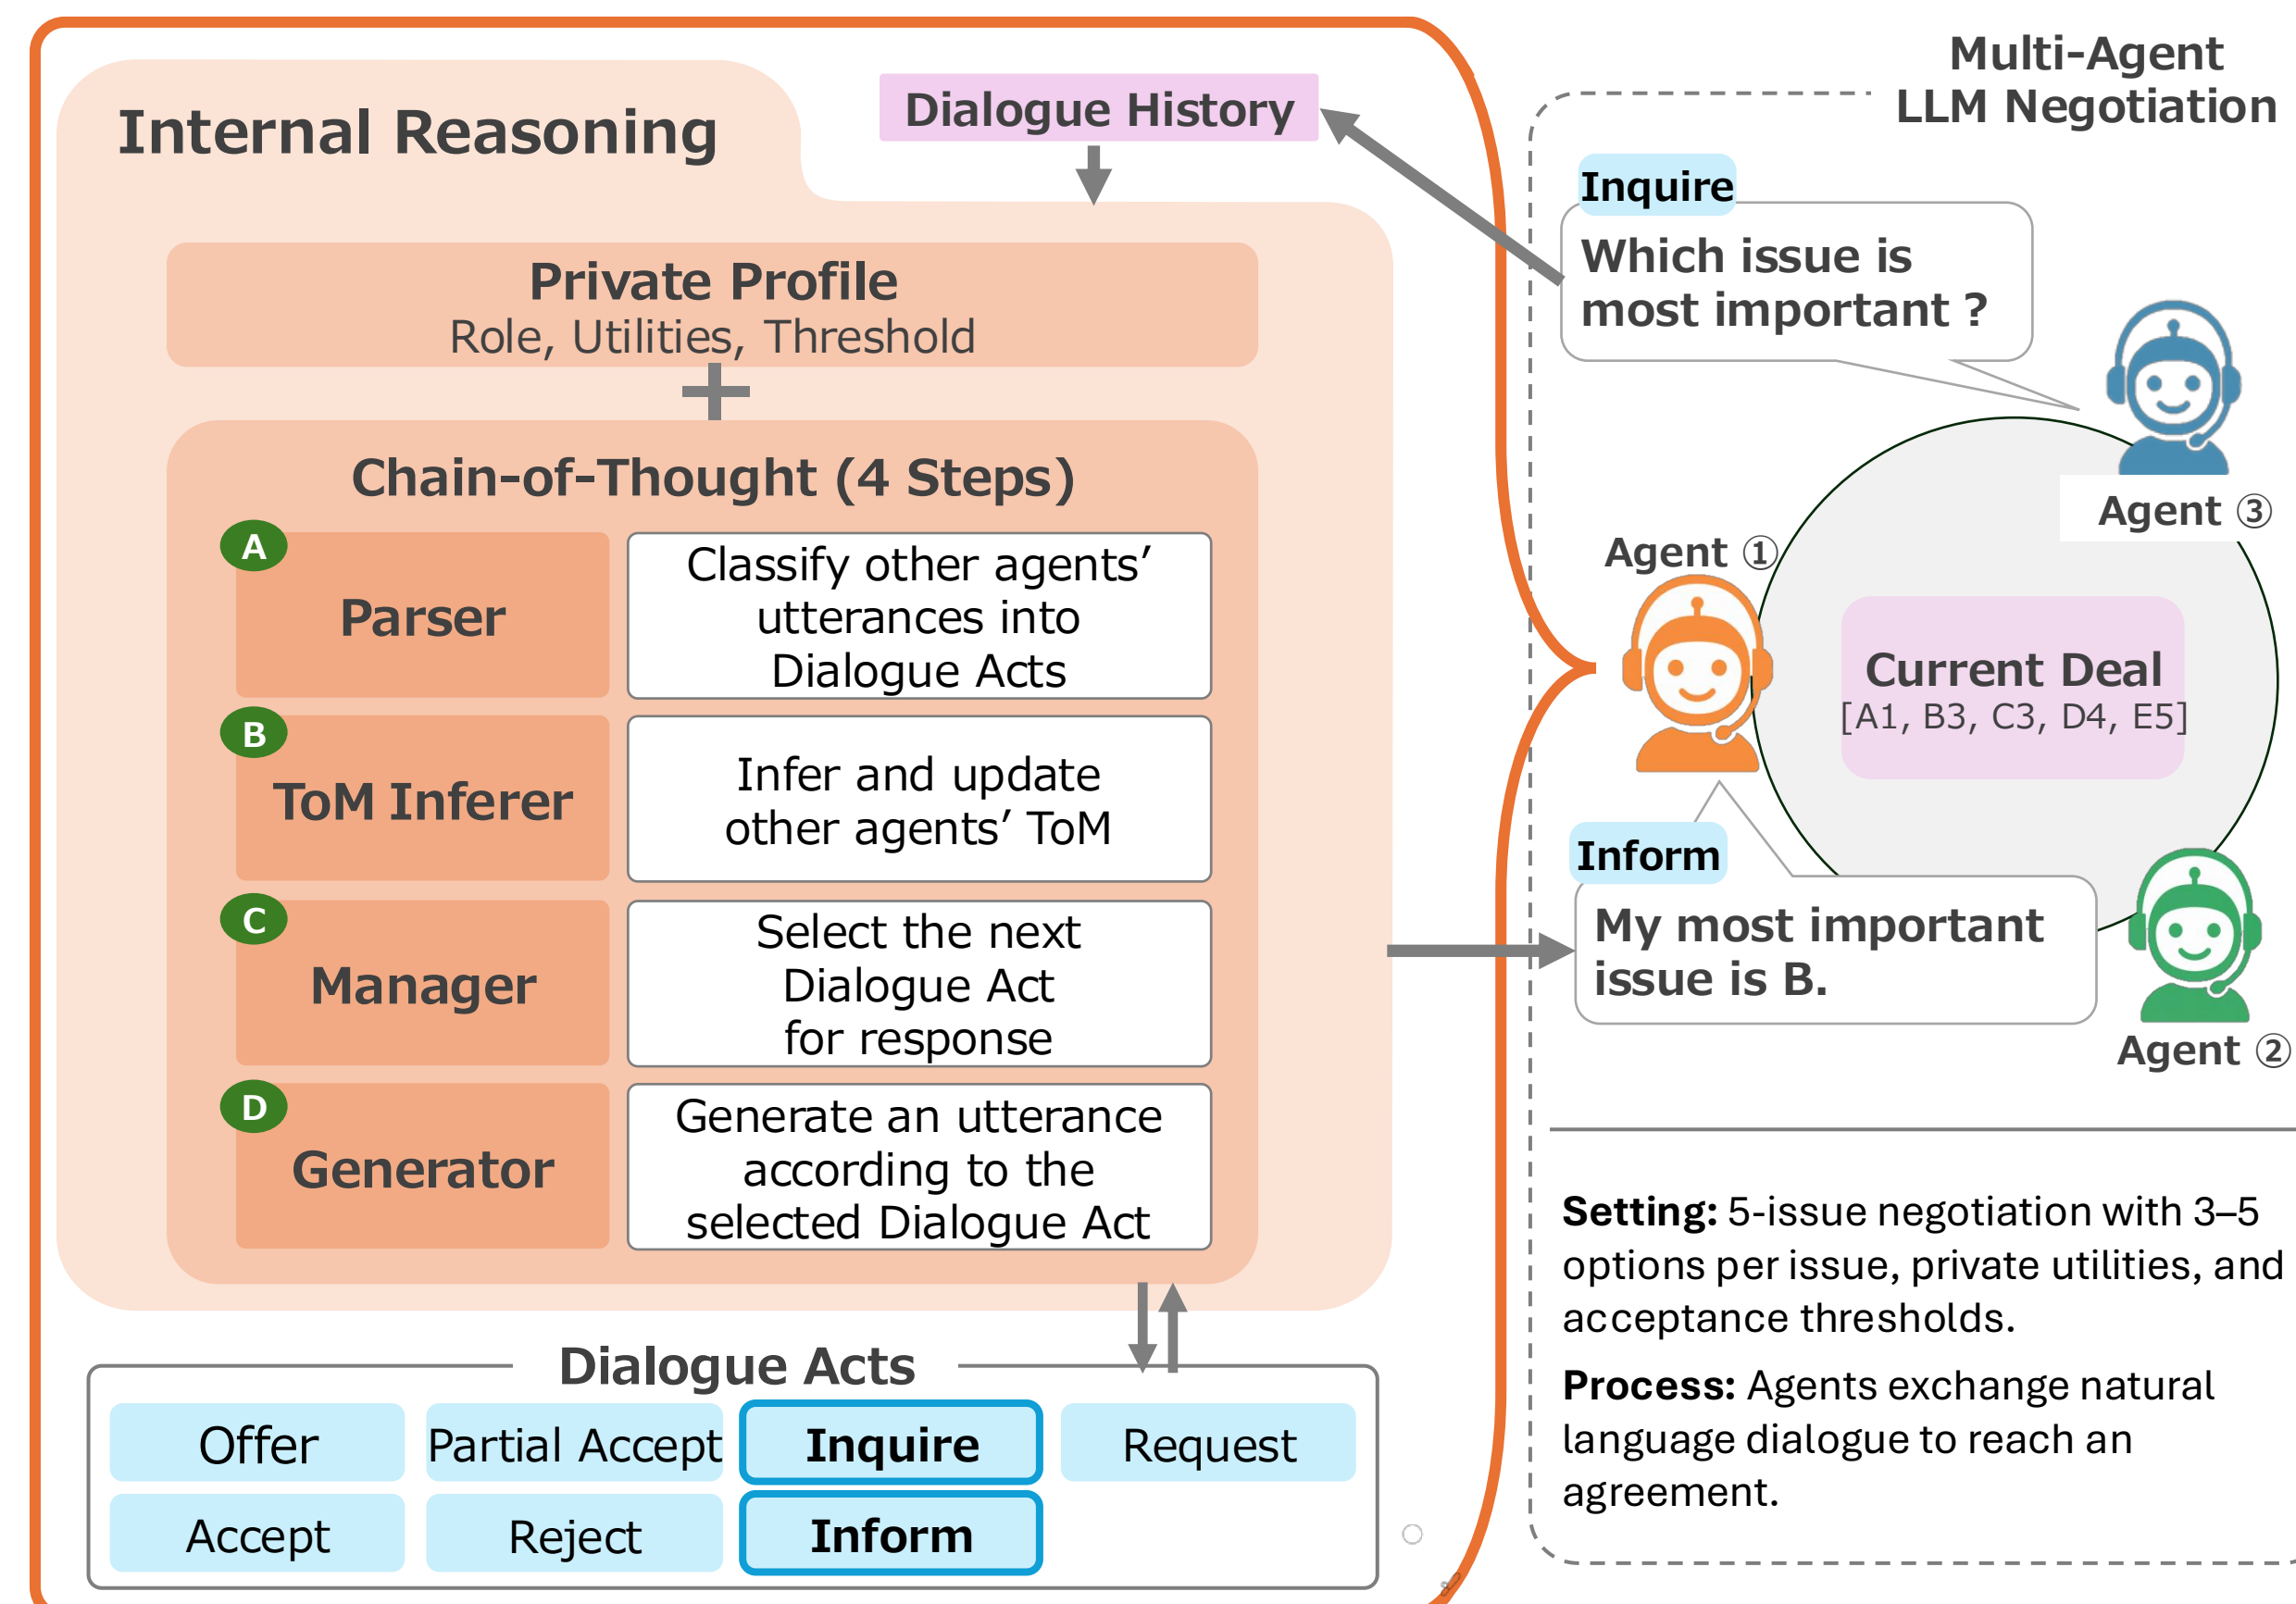 Internal Reasoning
Dialogue History
Private Profile
Role, Utilities, Threshold
Chain-of-Thought (4 Steps)
A
Parser
Classify other agents’
utterances into
Dialogue Acts
B
ToM Inferer
Infer and update
other agents’ ToM
C
Manager
Select the next
Dialogue Act
for response
D
Generator
Generate an utterance
according to the
selected Dialogue Act
Dialogue Acts
Offer
Partial Accept
Inquire
Request
Accept
Reject
Inform
Multi-Agent
LLM Negotiation
Inquire
Which issue is
most important ?
Agent ③
Agent ①
Current Deal
[A1, B3, C3, D4, E5]
Inform
My most important
issue is B.
Agent ②
Setting: 5-issue negotiation with 3–5
options per issue, private utilities, and
acceptance thresholds.
Process: Agents exchange natural
language dialogue to reach an
agreement.